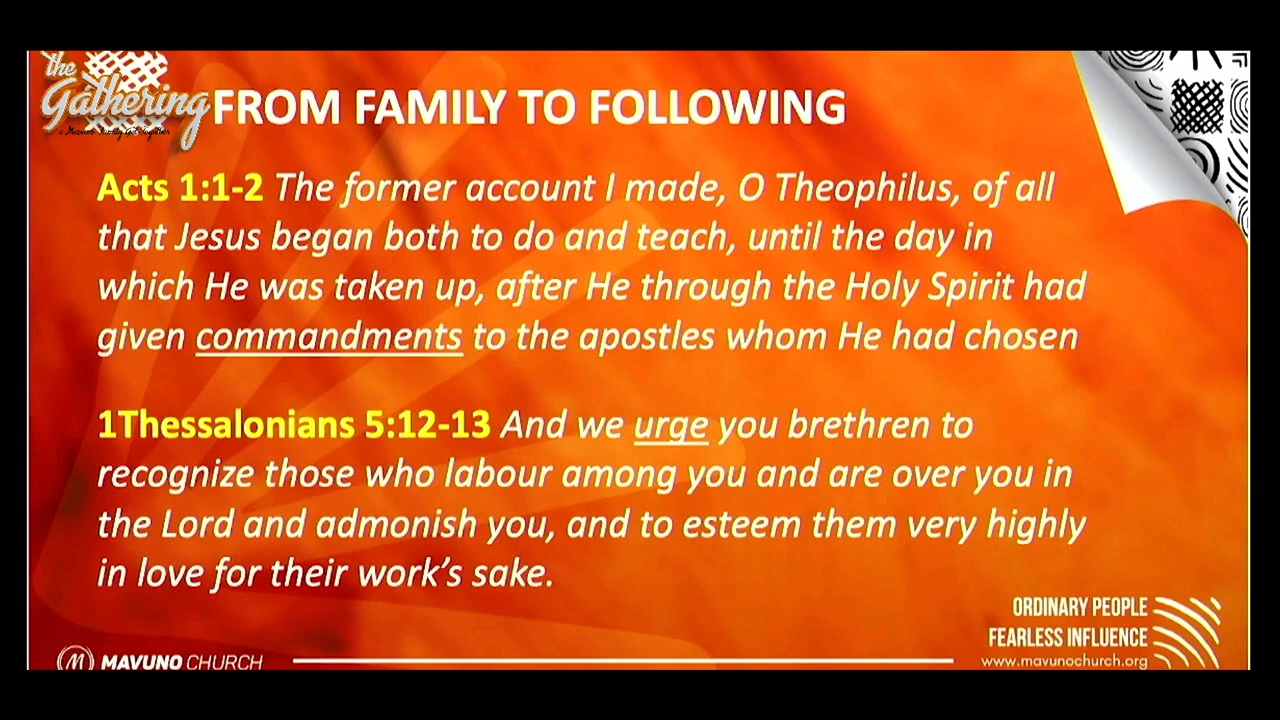 the
Gathering
a Mavuno Family Get Together
FROM FAMILY TO FOLLOWING
Acts 1:1-2 The former account I made, O Theophilus, of all
that Jesus began both to do and teach, until the day in
which He was taken up, after He through the Holy Spirit had
given commandments to the apostles whom He had chosen
1Thessalonians 5:12-13 And we urge you brethren to
recognize those who labour among you and are over you in
the Lord and admonish you, and to esteem them very highly
in love for their work’s sake.
ORDINARY PEOPLE
FEARLESS INFLUENCE
www.mavunochurch.org
M MAVUNO CHURCH